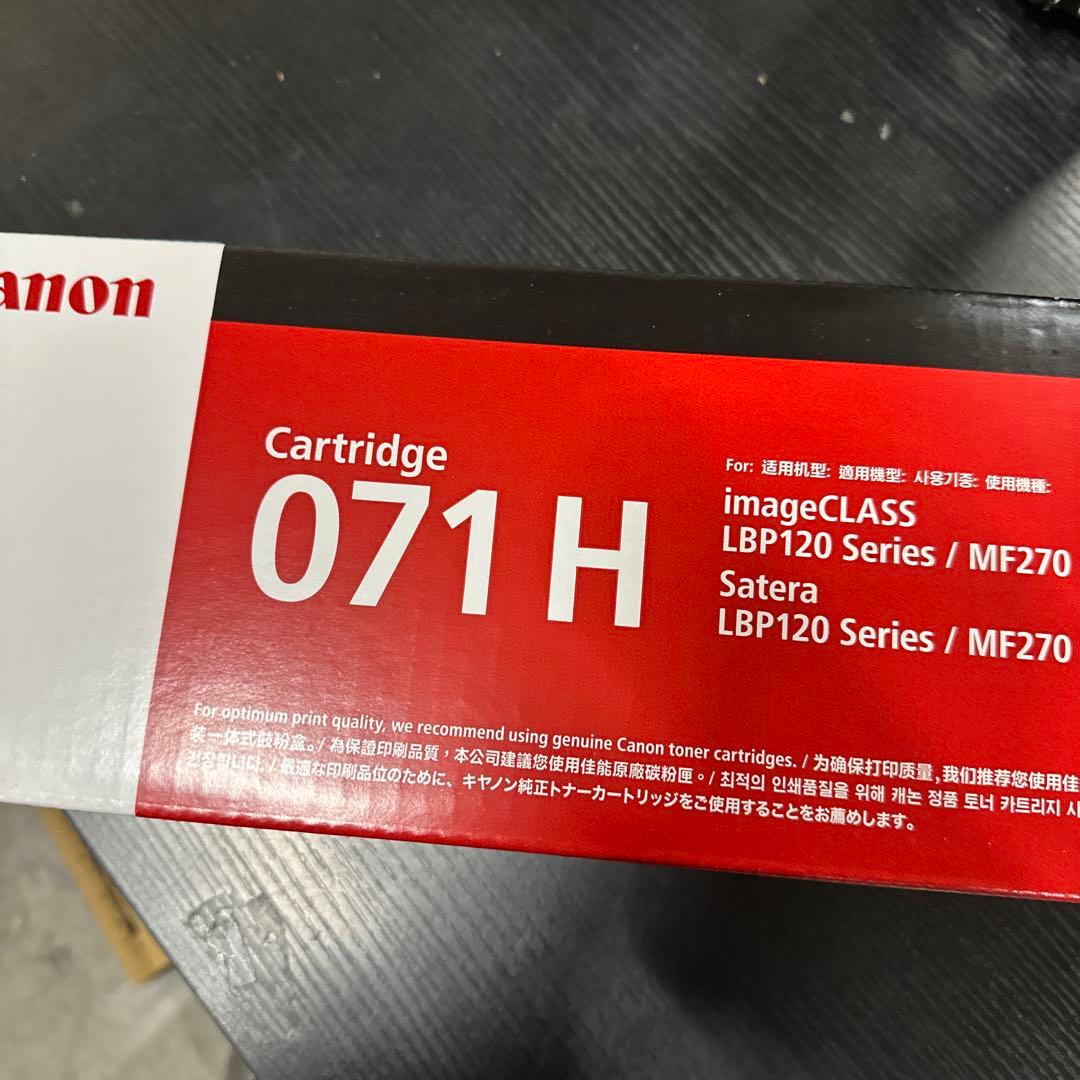 anon
Cartridge
071 H
For: 适用机型: 適用機型: 사용기종: 使用機種:
imageCLASS
LBP120 Series / MF270
Satera
LBP120 Series / MF270
For optimum print quality, we recommend using genuine Canon toner cartridges. / 为确保打印质量,我们推荐您使用佳
装一体式鼓粉盒。/ 為保證印刷品質，本公司建議您使用佳能原廠碳粉匣。/ 최적의 인쇄품질을 위해 캐논 정품 토너 카트리지 사
권장합니다. / 最適な印刷品位のために、キヤノン純正トナーカートリッジをご使用することをお薦めします。